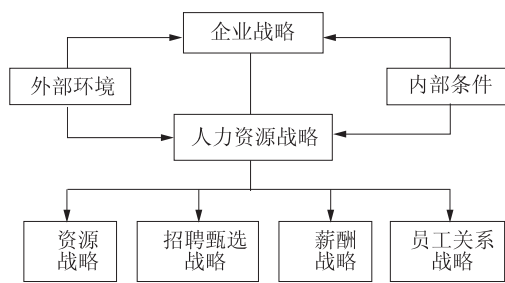 企业战略
外部环境
内部条件
人力资源战略
资源
战略
招聘甄选
战略
薪酬
战略
员工关系
战略